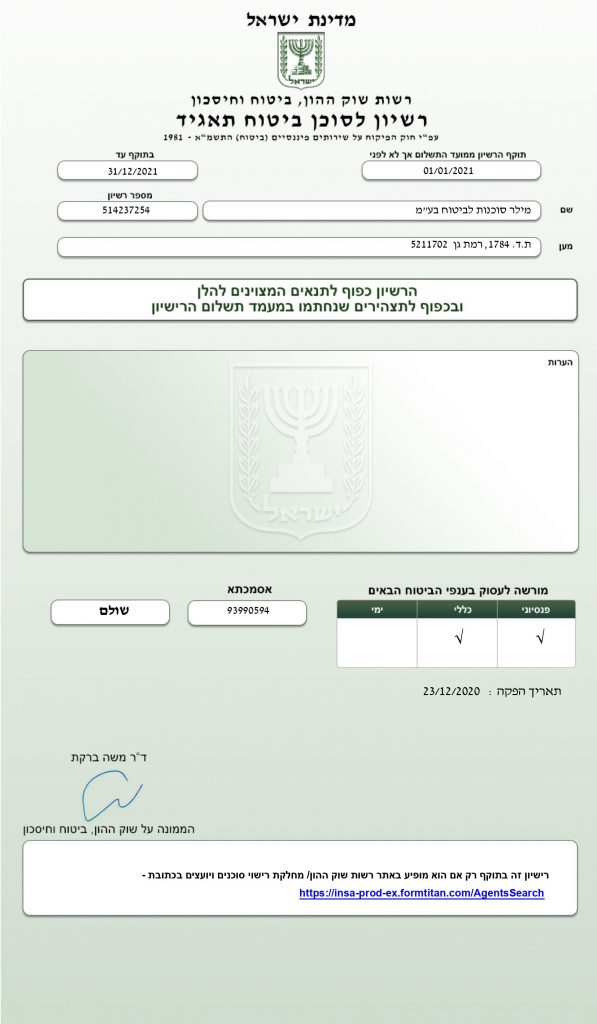 מדינת ישראל
ישראל
רשות שוק ההון, ביטוח וחיסכון
רשיון לסוכן ביטוח תאגיד
עפ״י חוק הפיקוח על שירותים פיננסיים (ביטוח) התשמ״א - 1981
תוקף הרשיון ממועד התשלום אך לא לפני
בתוקף עד
01/01/2021
31/12/2021
מספר רשיון
שם
מילר סוכנות לביטוח בע״מ
514237254
מען
ת.ד. 1784, רמת גן 5211702
הרשיון כפוף לתנאים המצוינים להלן
ובכפוף לתצהירים שנחתמו במעמד תשלום הרישיון
הערות
ישראל
מורשה לעסוק בענפי הביטוח הבאים
אסמכתא
פנסיוני כללי ימי
√ √
93990594
שולם
תאריך הפקה : 23/12/2020
ד״ר משה ברקת
הממונה על שוק ההון, ביטוח וחיסכון
רישיון זה בתוקף רק אם הוא מופיע באתר רשות שוק ההון/ מחלקת רישוי סוכנים ויועצים בכתובת -
https://insa-prod-ex.formtitan.com/AgentsSearch